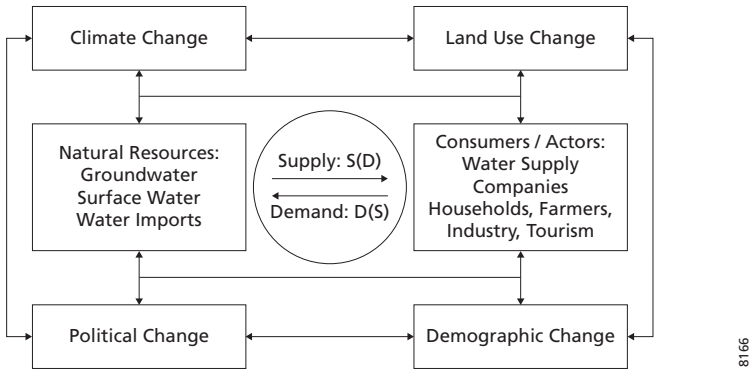 Climate Change
Land Use Change
Natural Resources:
Groundwater
Surface Water
Water Imports
Supply: S(D)
Demand: D(S)
Consumers / Actors:
Water Supply
Companies
Households, Farmers,
Industry, Tourism
Political Change
Demographic Change
8166